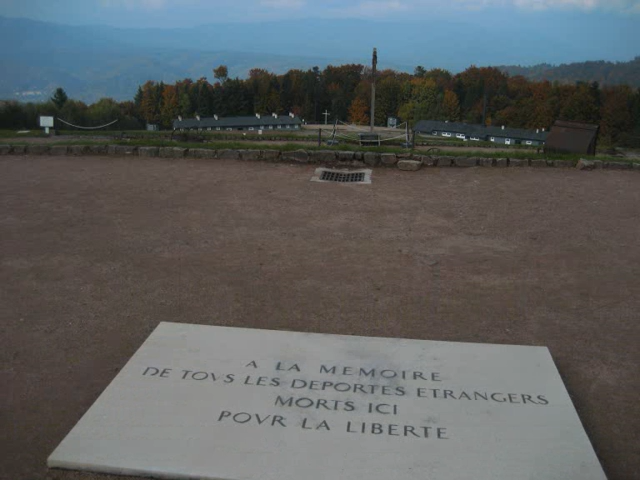 A LA MEMOIRE
DE TOVS LES DEPORTES ETRANGERS
MORTS ICI
POVR LA LIBERTE